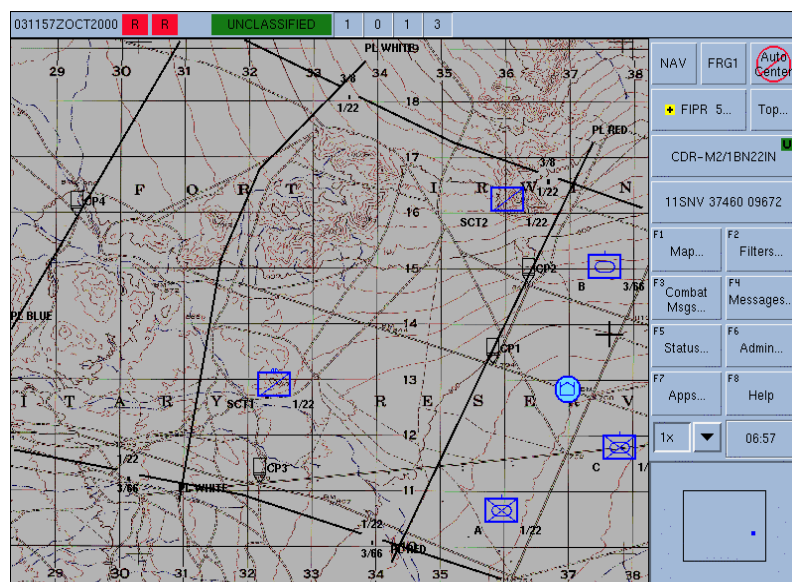 031157ZOCT2000 R R UNCLASSIFIED 1 0 1 3
29 30 31 32 33 PL WHITE 19 35 36 37 38
3/8
1/22
18
PL RED
17
3/8
1/22
F O R T I R W I N
CP4
16
SCT2 1/22
15
CP2
B 3/66
PL BLUE
14
CP1
13
SCT1 1/22
I T A R Y R E S E R V
12
1/22
CP3
C 1/
3/66
PL WHITE 1/22
11
A 1/22
1/22
3/66
PL RED
29 30 31 32 33 34 35 36 37 38
NAV FRG1 Auto Center
FIPR 5... Top...
CDR-M2/1BN22IN U
11SNV 37460 09672
F1 Map... F2 Filters...
F3 Combat Msgs... F4 Messages...
F5 Status... F6 Admin...
F7 Apps... F8 Help
1x 06:57